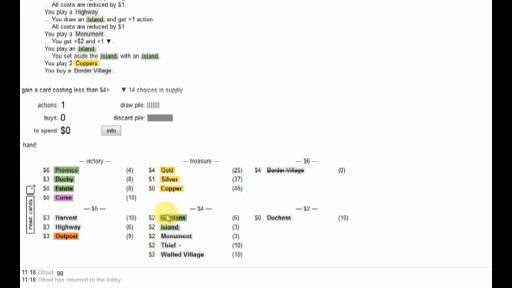 All costs are reduced by $1.
You play a Highway.
... You draw an Island. and get +1 action.
... All costs are reduced by $1.
You play a Monument.
... You get +$2 and +1 ▼.
You play an Island.
... You set aside the Island. with an Island.
You play 2 Coppers.
You buy a Border Village.
gain a card costing less than $4> ▼ 14 choices in supply
actions: 1 draw pile:
buys: 0 discard pile:
to spend: $0 info
hand:
— victory — — treasure — — $6 —
$6 Province (4) $4 Gold (25) $4 Border Village (0)
$3 Duchy (8) $1 Silver (37)
$0 Estate (8) $0 Copper (46)
$0 Curse (10)
— $5 — — $4 — — $2 —
$3 Harvest (10) $2 (6) $0 Duchess (10)
$3 Highway (6) $2 Island. (3)
$3 Outpost (9) $2 Monument (3)
$2 Thief - (10)
$2 Walled Village (10)
read cards
11:18 gg
11:18 has returned to the lobby